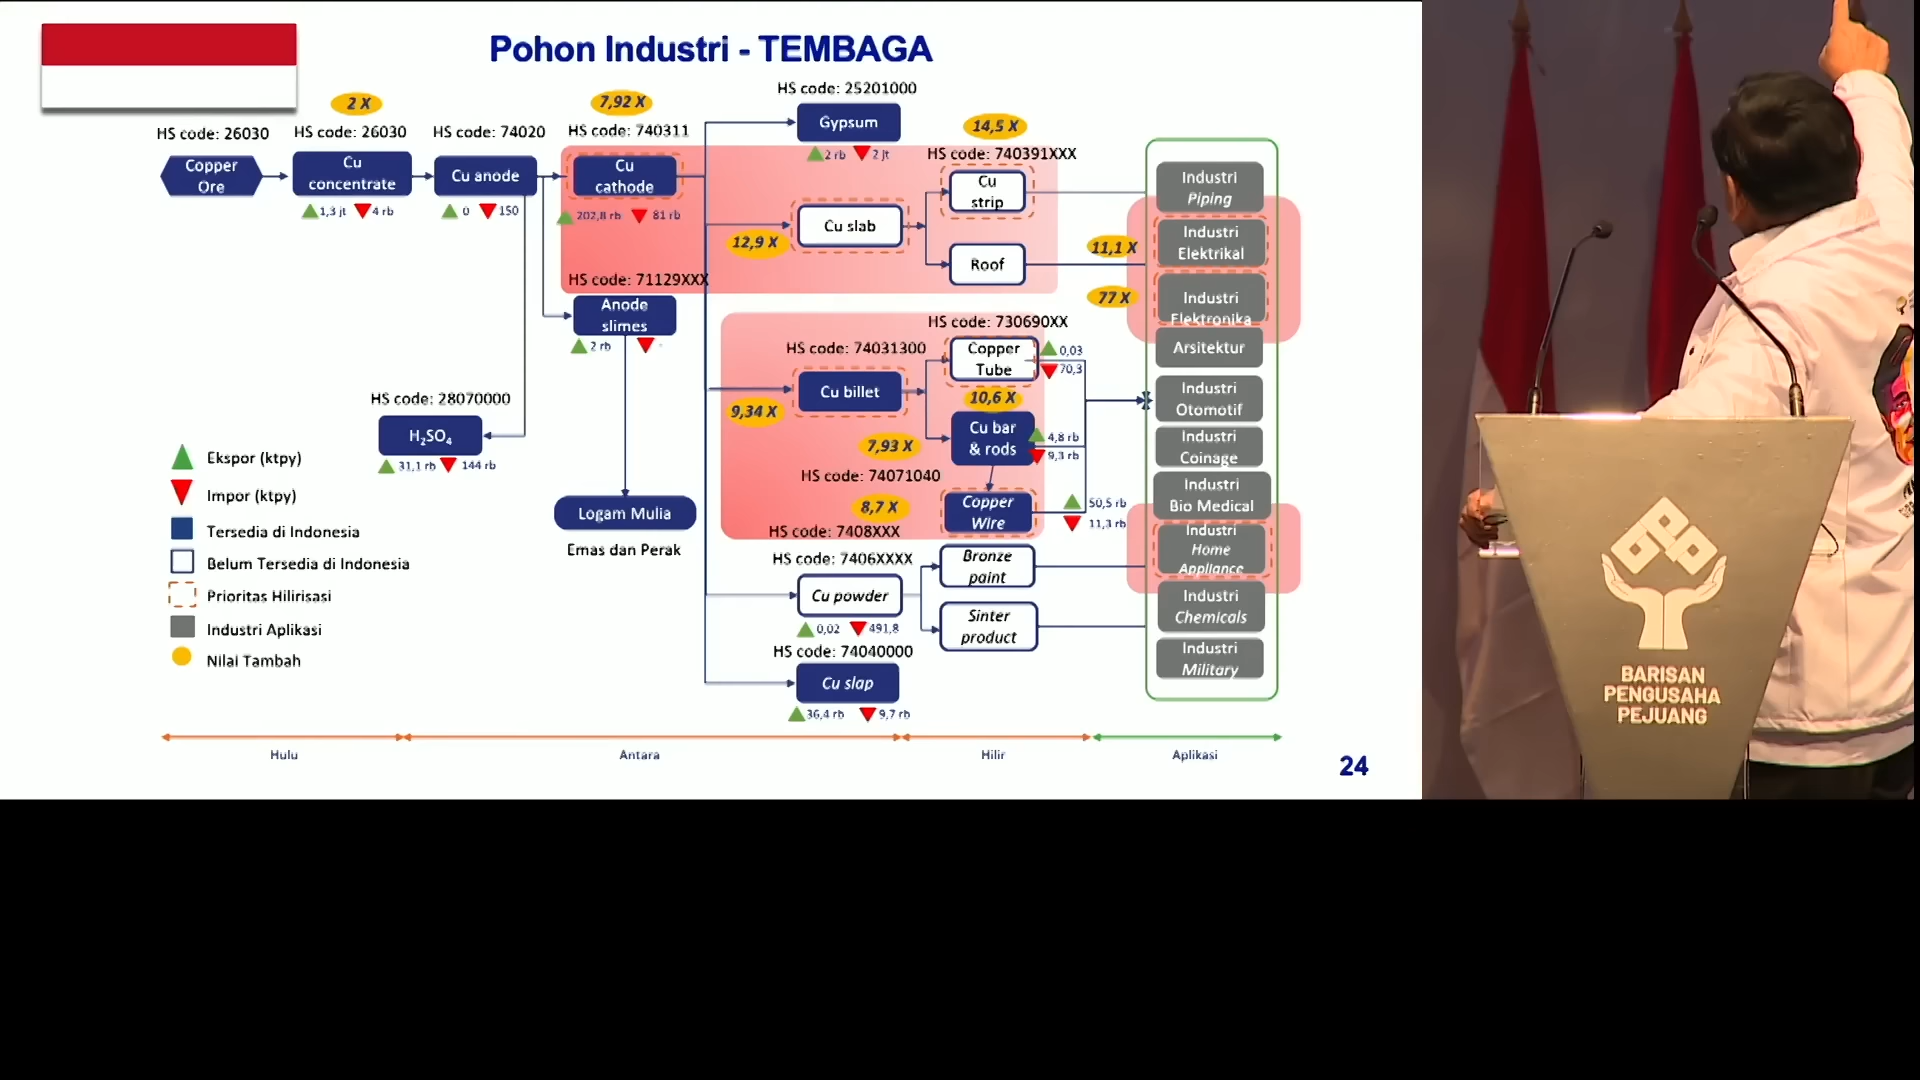 Pohon Industri - TEMBAGA
HS code: 26030
Copper
Ore
2 X
HS code: 26030
Cu
concentrate
1,3 jt
4 rb
HS code: 74020
Cu anode
0
150
7,92 X
HS code: 740311
Cu
cathode
202,8 rb
81 rb
HS code: 25201000
Gypsum
2 rb
2 jt
14,5 X
HS code: 740391XXX
Cu
strip
12,9 X
Cu slab
Roof
HS code: 71129XXX
Anode
slimes
2 rb
-
HS code: 28070000
H₂SO₄
31,1 rb
144 rb
Logam Mulia
Emas dan Perak
HS code: 730690XX
Copper
Tube
0,03
70,3
HS code: 74031300
Cu billet
9,34 X
10,6 X
Cu bar
& rods
4,8 rb
9,3 rb
7,93 X
HS code: 74071040
8,7 X
Copper
Wire
50,5 rb
11,3 rb
HS code: 7408XXX
HS code: 7406XXXX
Cu powder
0,02
491,8
Bronze
paint
Sinter
product
HS code: 74040000
Cu slap
36,4 rb
9,7 rb
11,1 X
77 X
Industri
Piping
Industri
Elektrikal
Industri
Elektronika
Arsitektur
Industri
Otomotif
Industri
Coinage
Industri
Bio Medical
Industri
Home
Appliance
Industri
Chemicals
Industri
Military
Ekspor (ktpy)
Impor (ktpy)
Tersedia di Indonesia
Belum Tersedia di Indonesia
Prioritas Hilirisasi
Industri Aplikasi
Nilai Tambah
Hulu
Antara
Hilir
Aplikasi
24
BARISAN
PENGUSAHA
PEJUANG